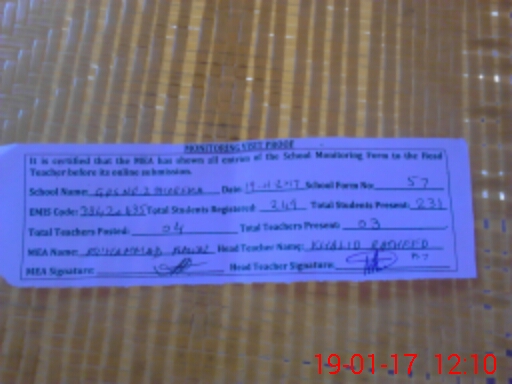 MONITORING VISIT PROOF
It is certified that the MEA has shown all entries of the School Monitoring Form to the Head
Teacher before its online submission.
School Name: Date: School Form No: 57
EMIS Code: Total Students Registered: 249 Total Students Present: 231
Total Teachers Posted: 04 Total Teachers Present: 03
MEA Name: MUHAMMAD Head Teacher Name: KHALID RASHEED
MEA Signature: Head Teacher Signature:
19-01-17 12:10